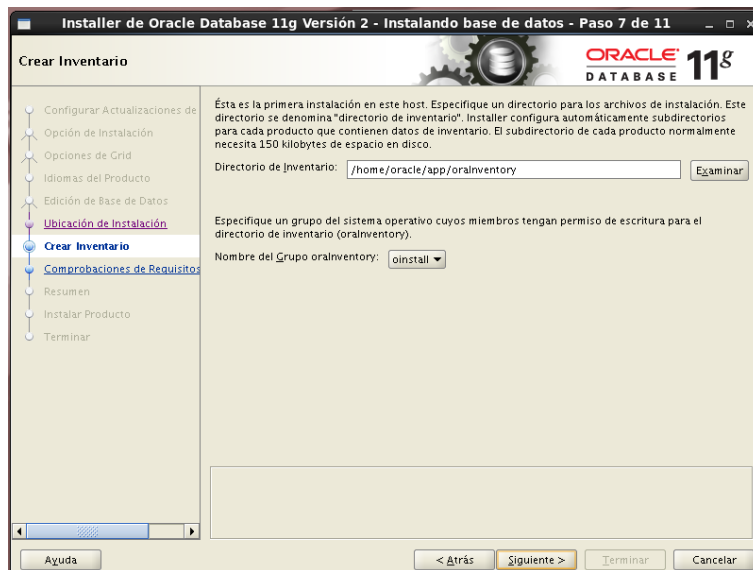 Installer de Oracle Database 11g Versión 2 - Instalando base de datos - Paso 7 de 11
Crear Inventario
ORACLE
DATABASE
11g
Configurar Actualizaciones de
Opción de Instalación
Opciones de Grid
Idiomas del Producto
Edición de Base de Datos
Ubicación de Instalación
Crear Inventario
Comprobaciones de Requisitos
Resumen
Instalar Producto
Terminar
Ésta es la primera instalación en este host. Especifique un directorio para los archivos de instalación. Este
directorio se denomina "directorio de inventario". Installer configura automáticamente subdirectorios
para cada producto que contienen datos de inventario. El subdirectorio de cada producto normalmente
necesita 150 kilobytes de espacio en disco.
Directorio de Inventario: /home/oracle/app/oraInventory Examinar
Especifique un grupo del sistema operativo cuyos miembros tengan permiso de escritura para el
directorio de inventario (oraInventory).
Nombre del Grupo oraInventory: oinstall
Ayuda < Atrás Siguiente > Terminar Cancelar